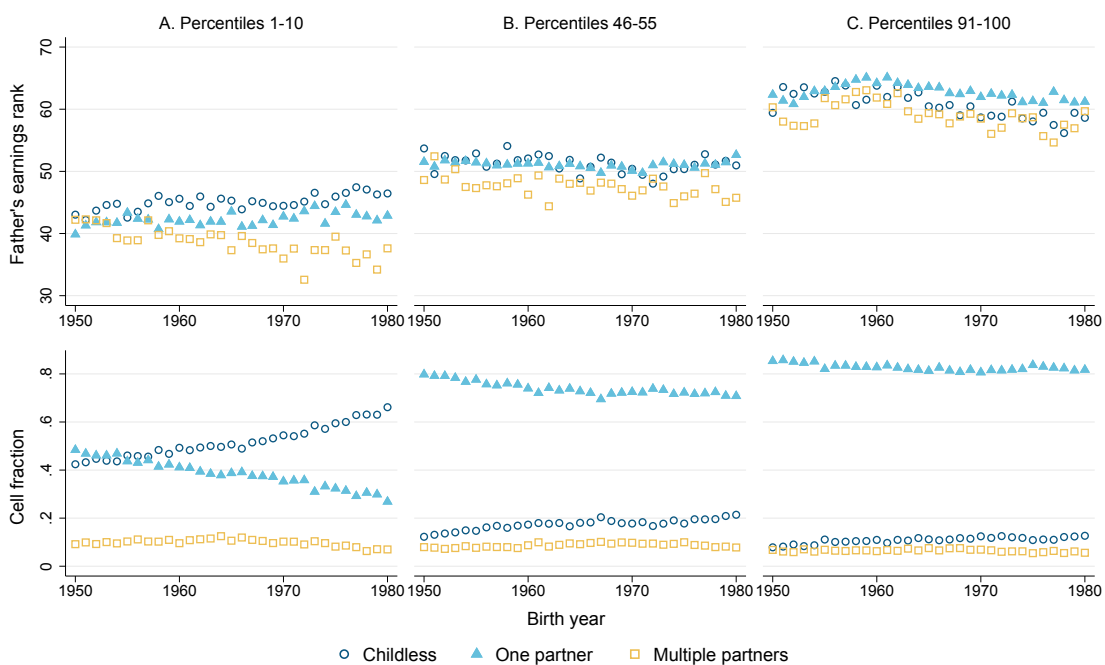 A. Percentiles 1-10
B. Percentiles 46-55
C. Percentiles 91-100
Father's earnings rank
70
60
50
40
30
1950 1960 1970 1980
1950 1960 1970 1980
1950 1960 1970 1980
Cell fraction
.8
.6
.4
.2
0
1950 1960 1970 1980
1950 1960 1970 1980
1950 1960 1970 1980
Birth year
Childless One partner Multiple partners